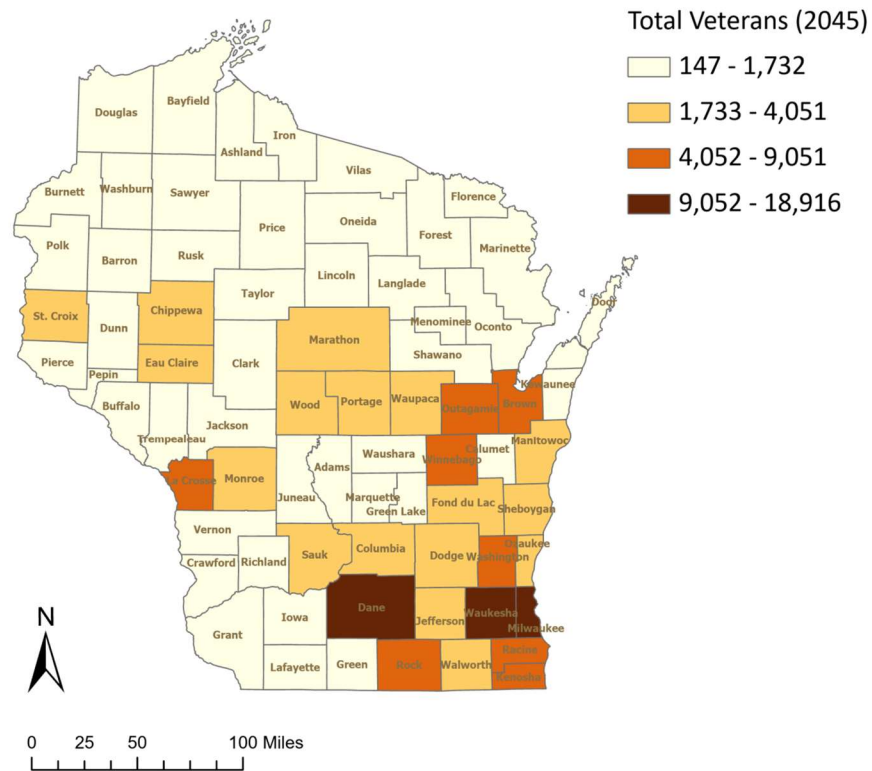 Total Veterans (2045)
147 - 1,732
1,733 - 4,051
4,052 - 9,051
9,052 - 18,916
Douglas
Bayfield
Iron
Ashland
Vilas
Burnett
Washburn
Sawyer
Florence
Price
Oneida
Forest
Marinette
Polk
Barron
Rusk
Lincoln
Langlade
Taylor
Door
St. Croix
Chippewa
Dunn
Menominee
Oconto
Marathon
Shawano
Pierce
Eau Claire
Clark
Pepin
Kewaunee
Buffalo
Wood
Portage
Waupaca
Outagamie
Brown
Jackson
Trempealeau
Manitowoc
Waushara
Calumet
Winnebago
Adams
La Crosse
Monroe
Juneau
Marquette
Green Lake
Fond du Lac
Sheboygan
Vernon
Ozaukee
Columbia
Sauk
Dodge
Washington
Crawford
Richland
Dane
Waukesha
Jefferson
Milwaukee
Iowa
Grant
Racine
Lafayette
Green
Rock
Walworth
Kenosha
N
0 25 50 100 Miles